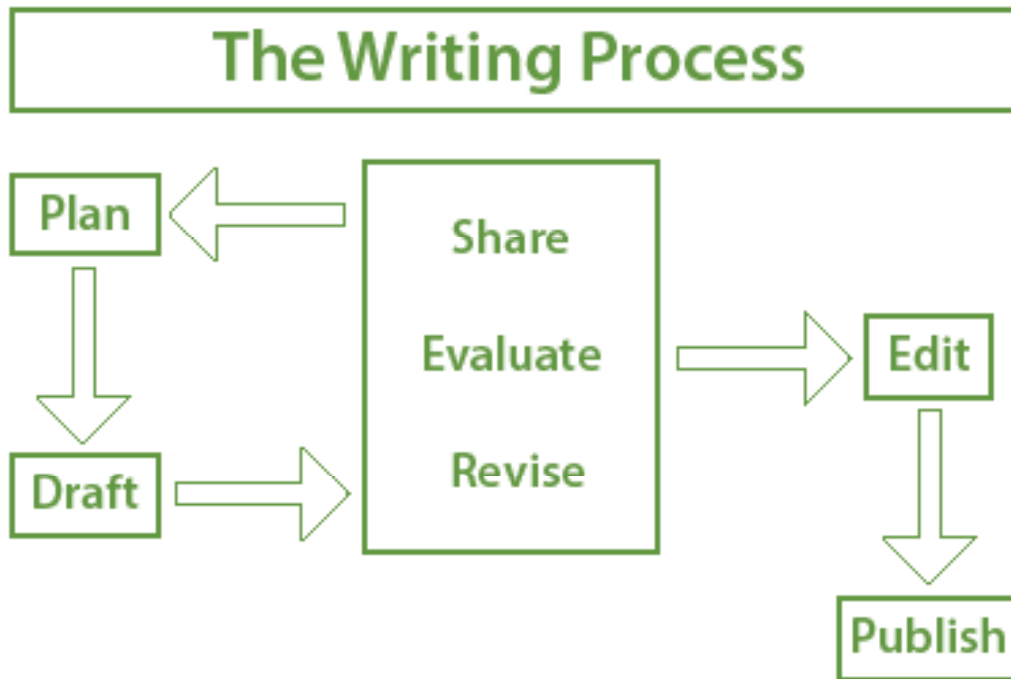 The Writing Process
Plan
Draft
Share
Evaluate
Revise
Edit
Publish